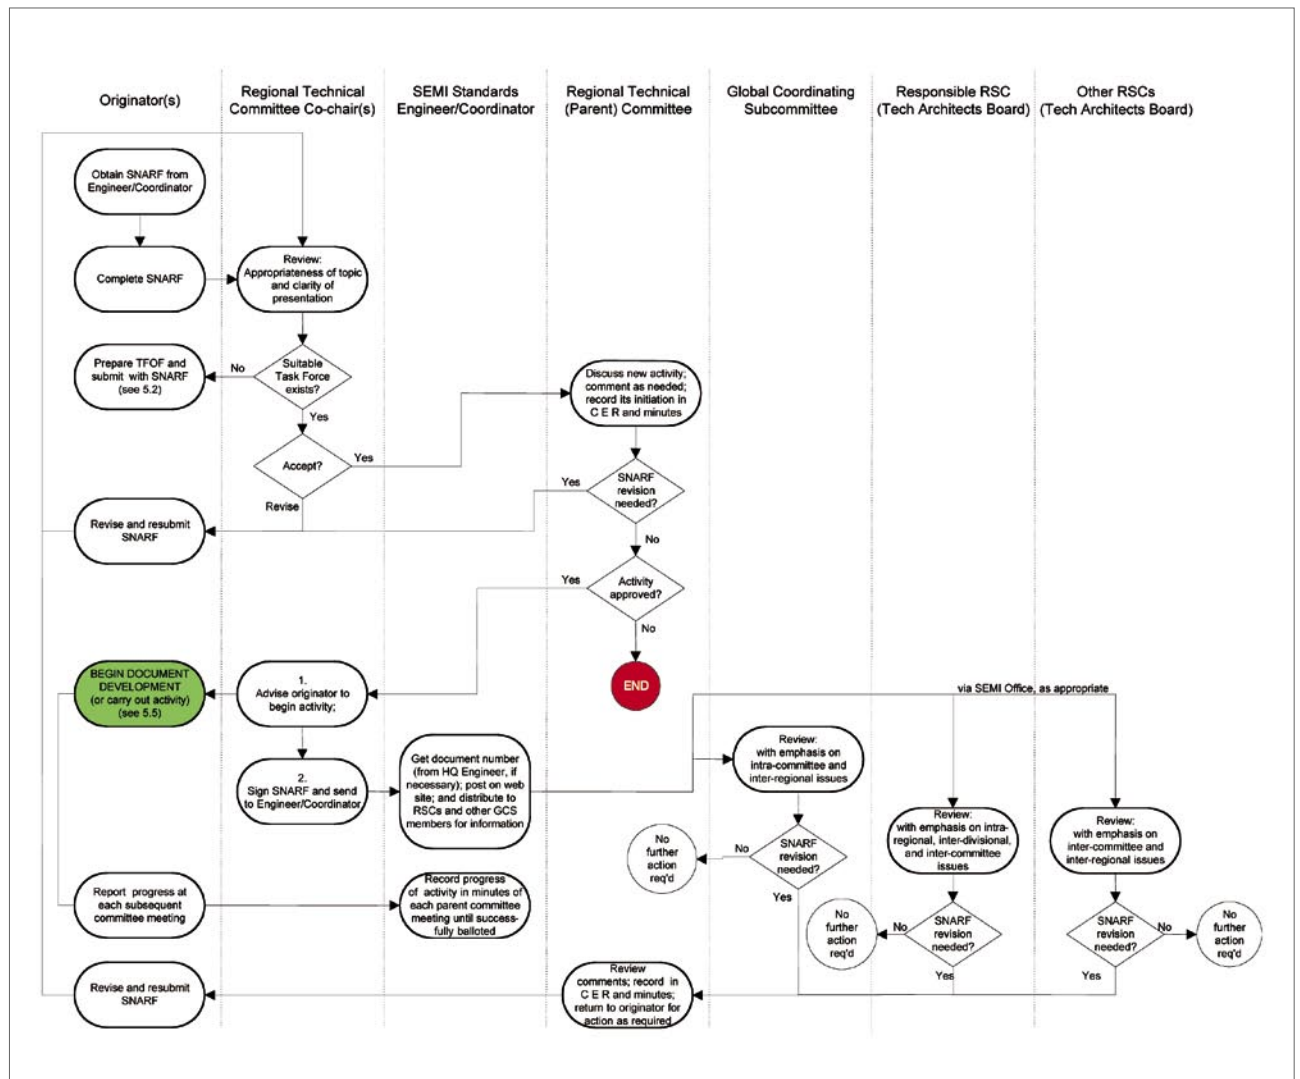 Originator(s)
Regional Technical
Committee Co-chair(s)
SEMI Standards
Engineer/Coordinator
Regional Technical
(Parent) Committee
Global Coordinating
Subcommittee
Responsible RSC
(Tech Architects Board)
Other RSCs
(Tech Architects Board)
Obtain SNARF from
Engineer/Coordinator
Complete SNARF
Review:
Appropriateness of topic
and clarity of
presentation
Prepare TFOF and
submit with SNARF
(see 5.2)
No
Suitable
Task Force
exists?
Yes
Discuss new activity;
comment as needed;
record its initiation in
C E R and minutes
Accept?
Yes
Revise
SNARF
revision
needed?
Yes
No
Revise and resubmit
SNARF
Activity
approved?
Yes
No
END
BEGIN DOCUMENT
DEVELOPMENT
(or carry out activity)
(see 5.5)
1.
Advise originator to
begin activity;
via SEMI Office, as appropriate
2.
Sign SNARF and send
to Engineer/Coordinator
Get document number
(from HQ Engineer, if
necessary); post on web
site; and distribute to
RSCs and other GCS
members for information
Review:
with emphasis on
intra-committee and
inter-regional issues
Review:
with emphasis on intra-
regional, inter-divisional,
and inter-committee
issues
Review:
with emphasis on
inter-committee and
inter-regional issues
No
further
action
req'd
No
SNARF
revision
needed?
Yes
Report progress at
each subsequent
committee meeting
Record progress
of activity in minutes of
each parent committee
meeting until success-
fully balloted
No
further
action
req'd
No
SNARF
revision
needed?
Yes
SNARF
revision
needed?
No
Yes
No
further
action
req'd
Revise and resubmit
SNARF
Review
comments; record in
C E R and minutes;
return to originator for
action as required